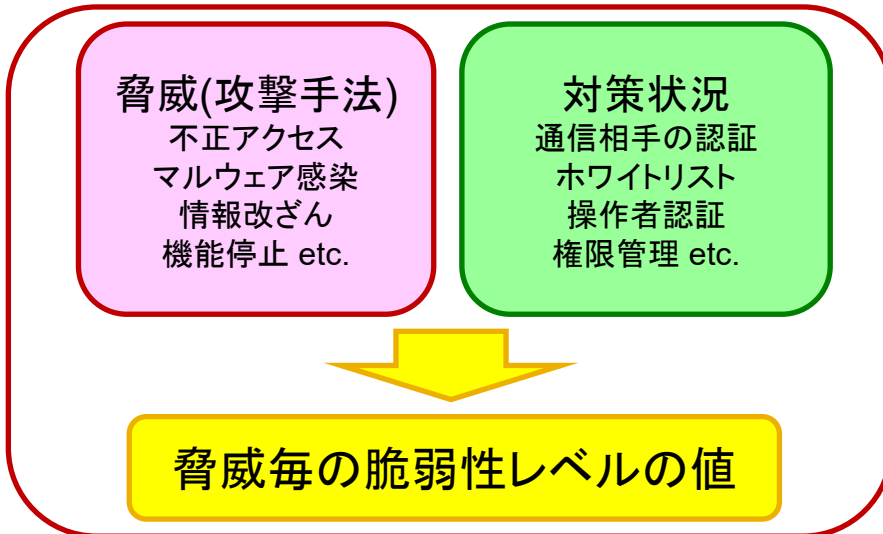 脅威(攻撃手法)
不正アクセス
マルウェア感染
情報改ざん
機能停止 etc.
対策状況
通信相手の認証
ホワイトリスト
操作者認証
権限管理 etc.
脅威毎の脆弱性レベルの値